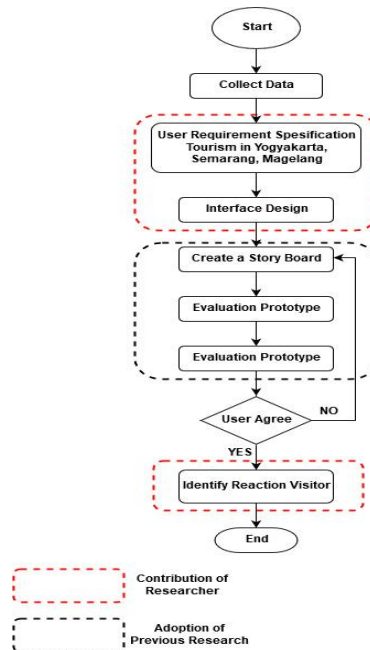 Start
Collect Data
User Requirement Spesification
Tourism in Yogyakarta,
Semarang, Magelang
Interface Design
Create a Story Board
Evaluation Prototype
Evaluation Prototype
User Agree
NO
YES
Identify Reaction Visitor
End
Contribution of
Researcher
Adoption of
Previous Research